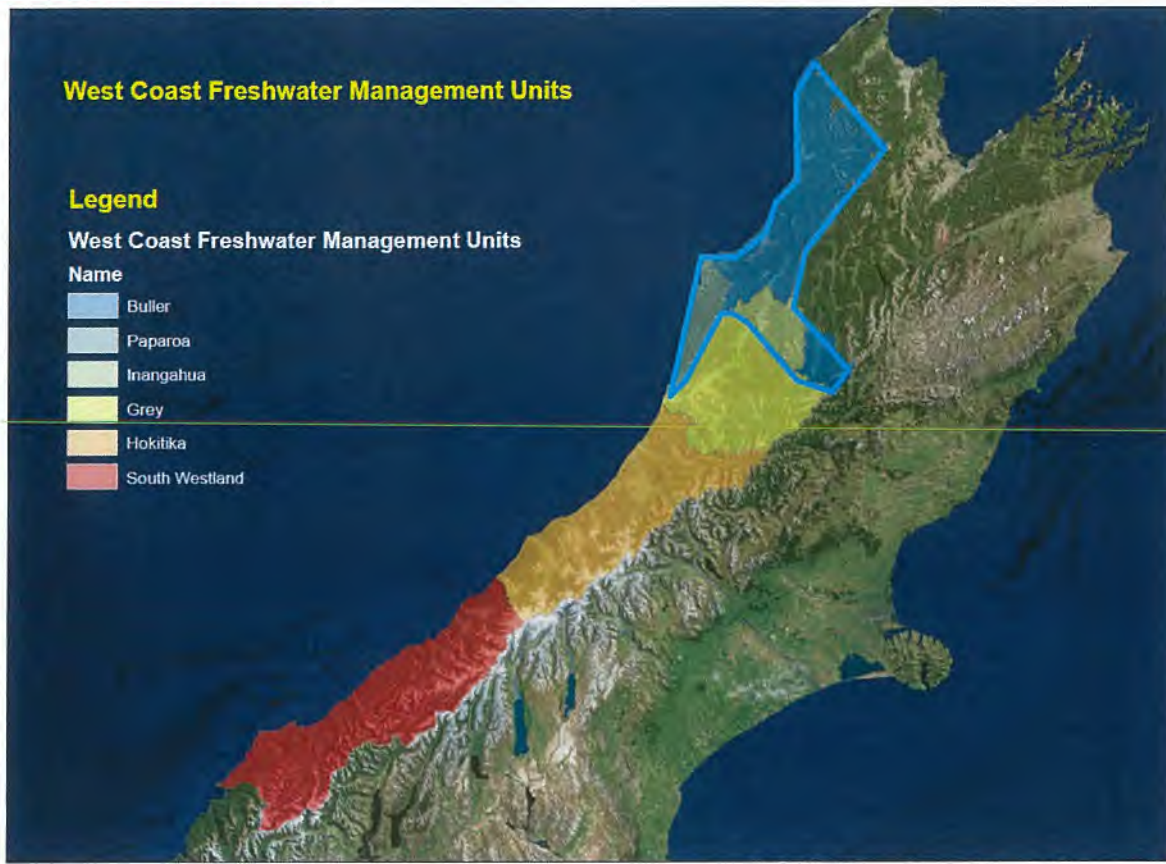 West Coast Freshwater Management Units
Legend
West Coast Freshwater Management Units
Name
Buller
Paparoa
Inangahua
Grey
Hokitika
South Westland